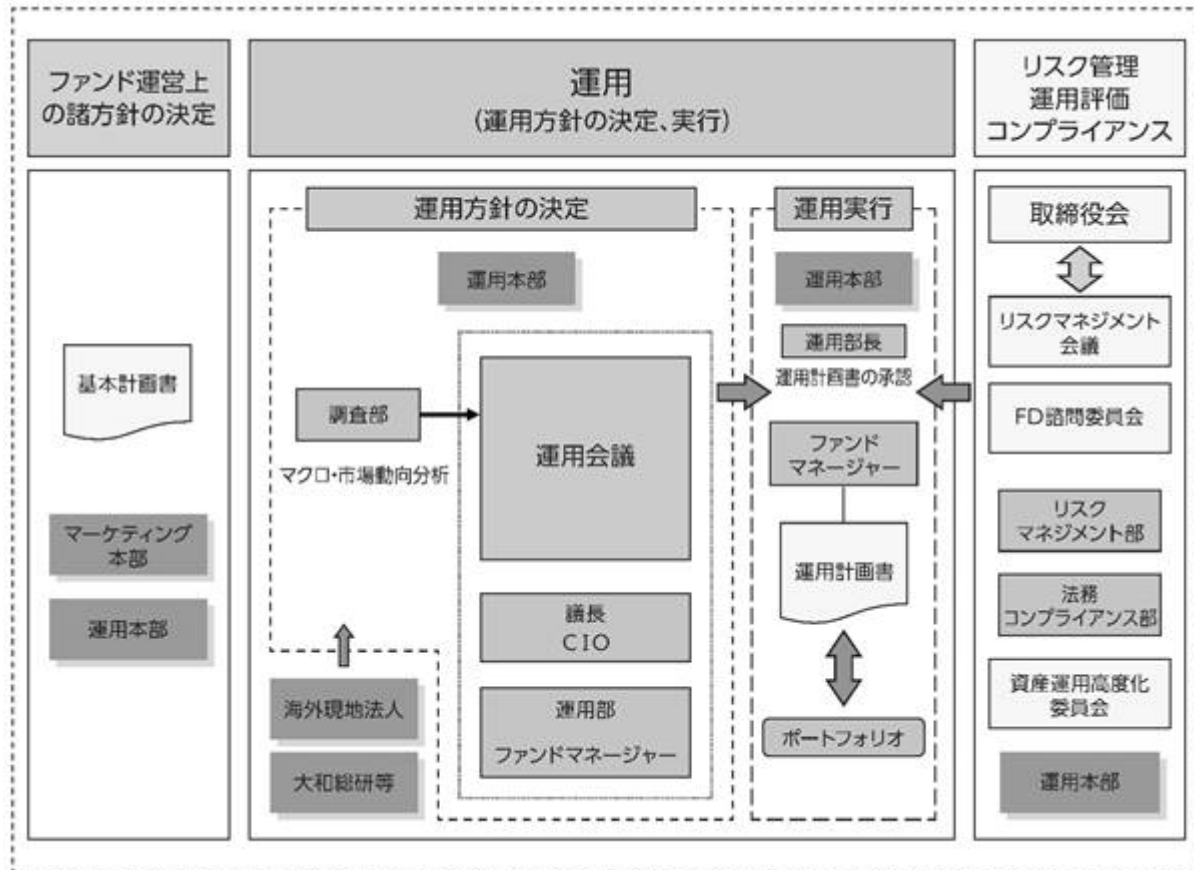 ファンド運営上
の諸方針の決定
運用
(運用方針の決定、実行)
リスク管理
運用評価
コンプライアンス
基本計画書
マーケティング
本部
運用本部
運用方針の決定
運用本部
調査部
マクロ・市場動向分析
運用会議
議長
CIO
運用部
ファンドマネージャー
海外現地法人
大和総研等
運用実行
運用本部
運用部長
運用計画書の承認
ファンド
マネージャー
運用計画書
ポートフォリオ
取締役会
リスクマネジメント
会議
FD諮問委員会
リスク
マネジメント部
法務
コンプライアンス部
資産運用高度化
委員会
運用本部